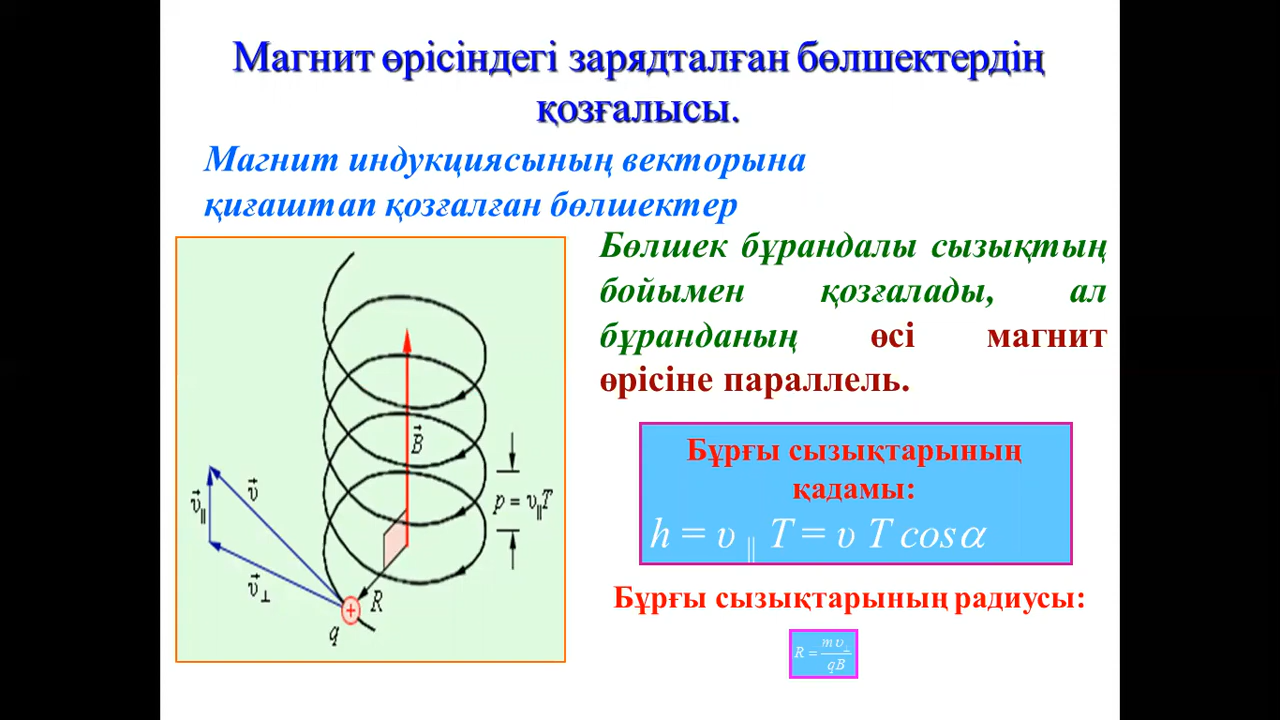 Магнит өрісіндегі зарядталған бөлшектердің
қозғалысы.
Магнит индукциясының векторына
қиғаштап қозғалған бөлшектер
Бөлшек бұрандалы сызықтың
бойымен қозғалады, ал
бұранданың өсі магнит
өрісіне параллель.
B⃗
υ⃗
υ⃗∥
p = υ∥T
υ⃗⊥
R
+
q
Бұрғы сызықтарының
қадамы:
h = υ ∥ T = υ T cosα
Бұрғы сызықтарының радиусы:
R = mυ⊥/qB